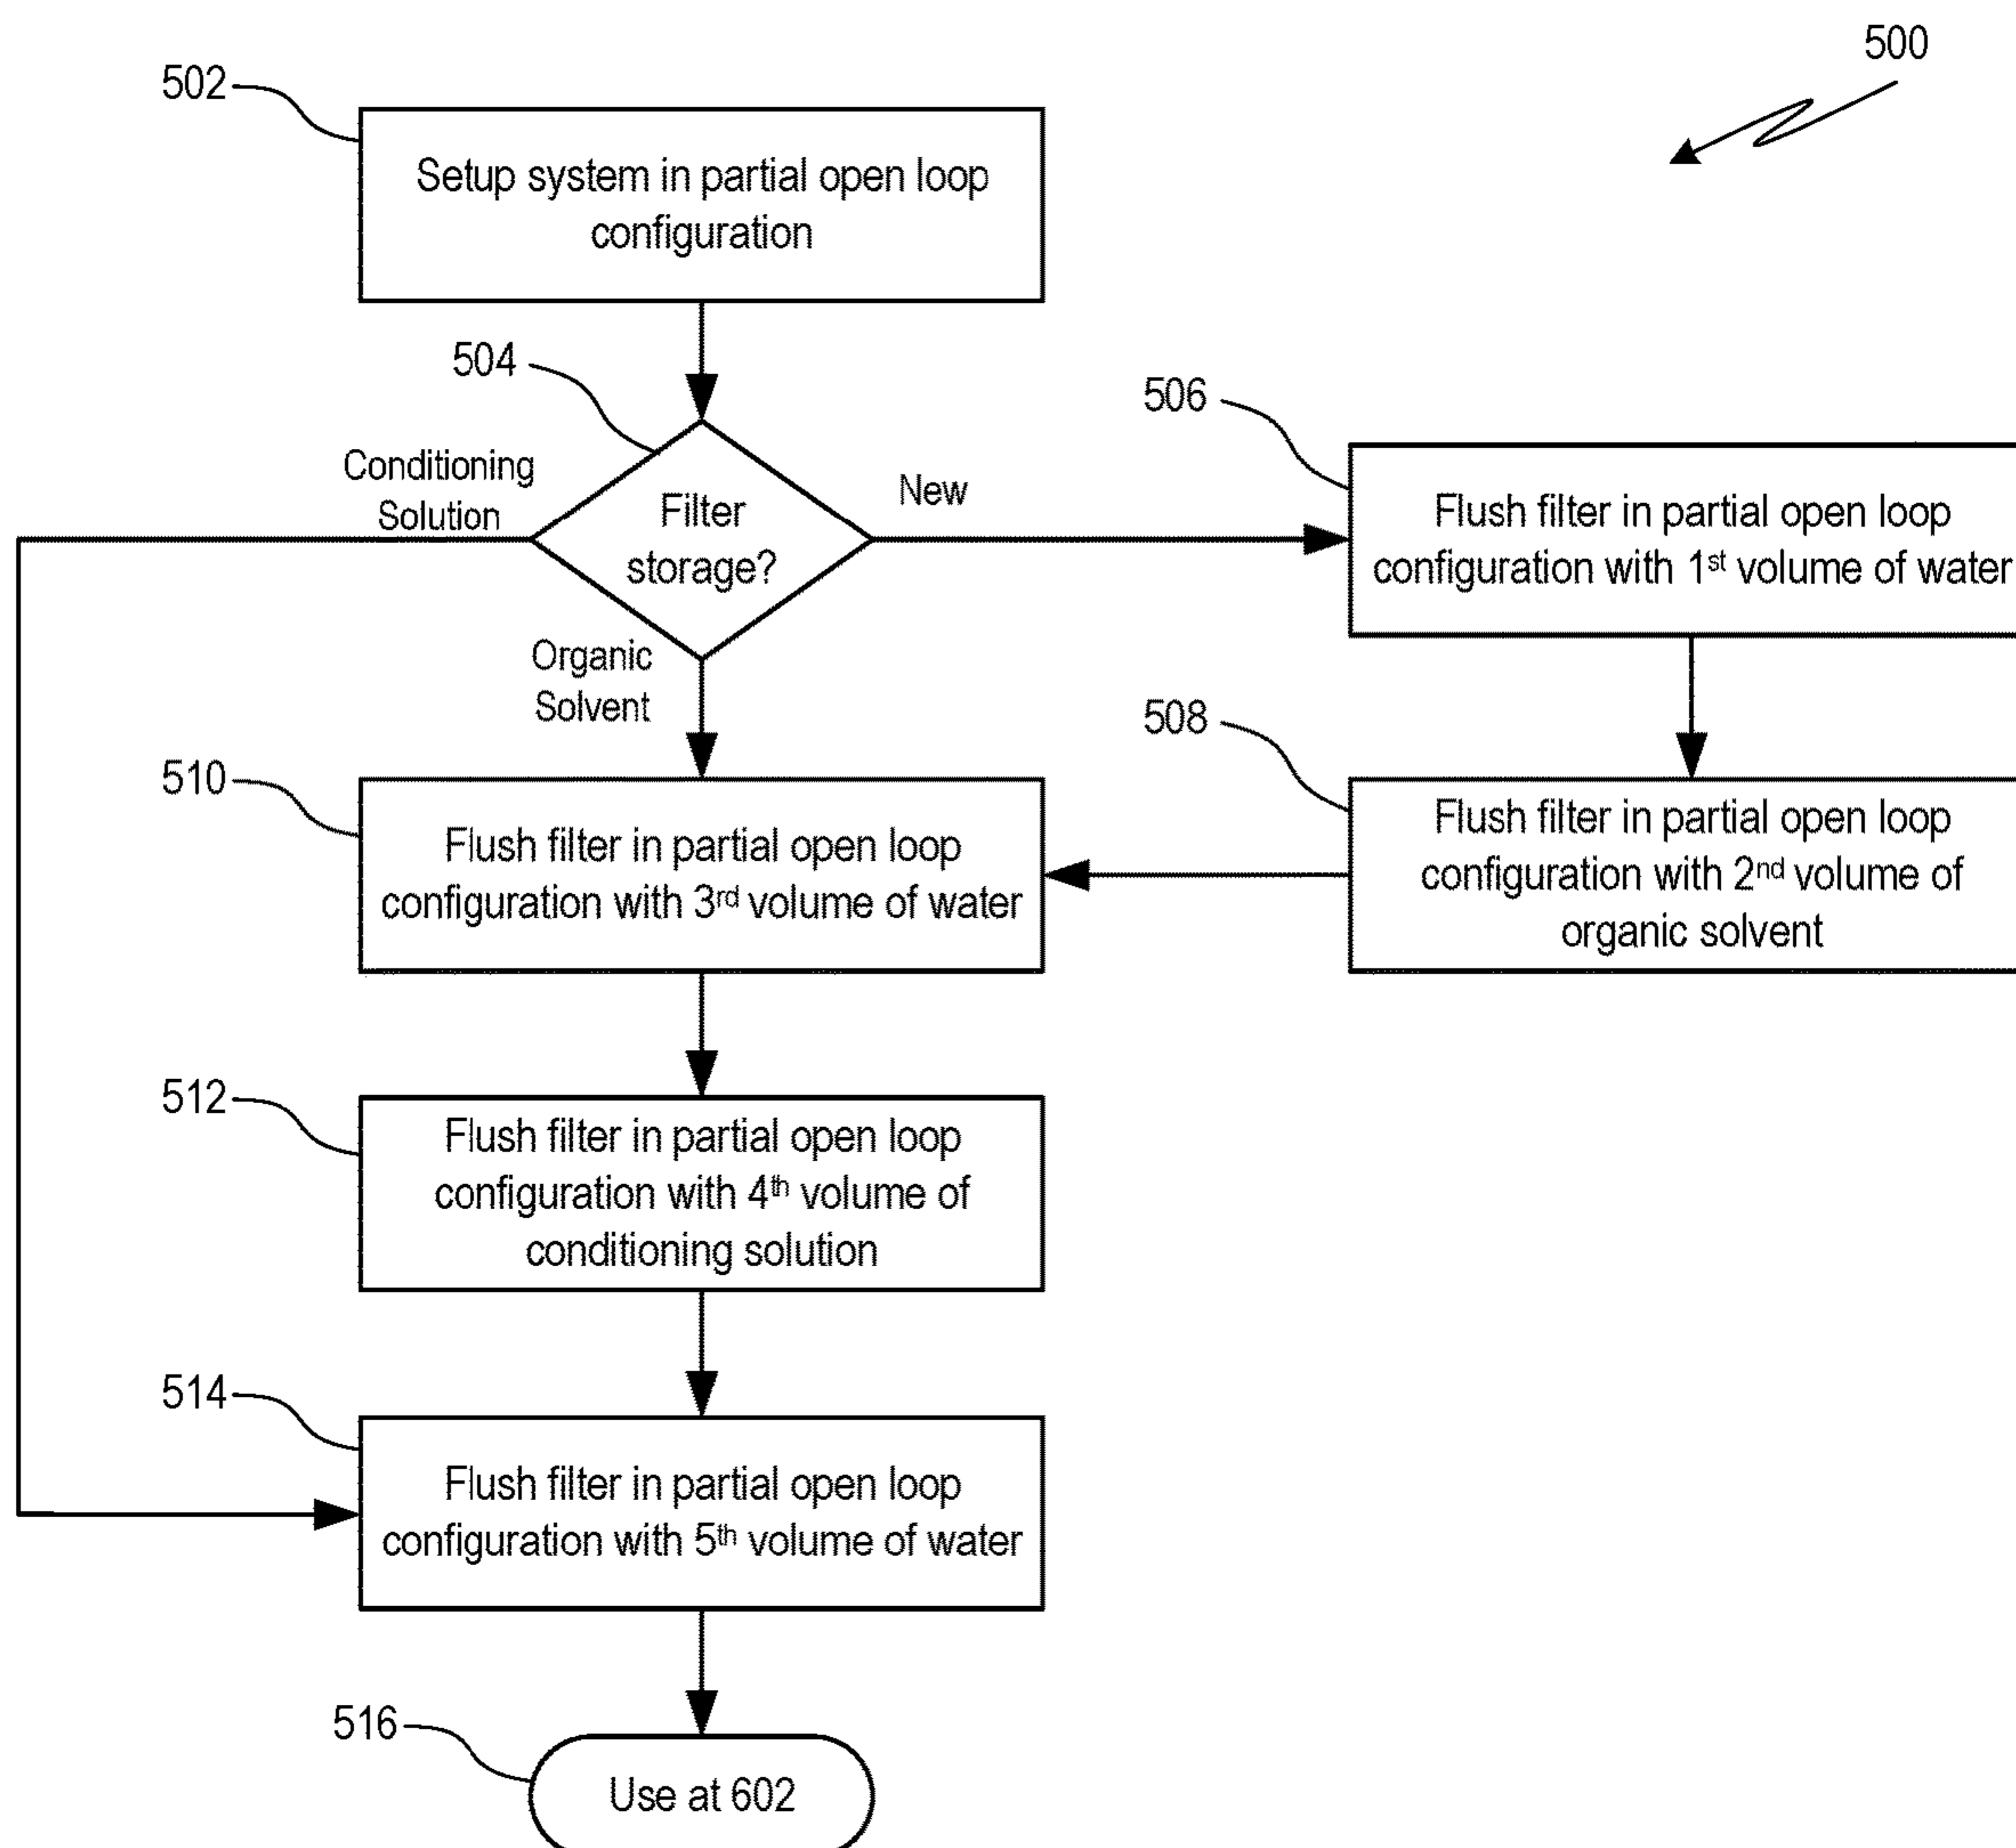 500
502
Setup system in partial open loop
configuration
504
Conditioning
Solution
Filter
storage?
New
Organic
Solvent
506
Flush filter in partial open loop
configuration with 1st volume of water
508
Flush filter in partial open loop
configuration with 2nd volume of
organic solvent
510
Flush filter in partial open loop
configuration with 3rd volume of water
512
Flush filter in partial open loop
configuration with 4th volume of
conditioning solution
514
Flush filter in partial open loop
configuration with 5th volume of water
516
Use at 602